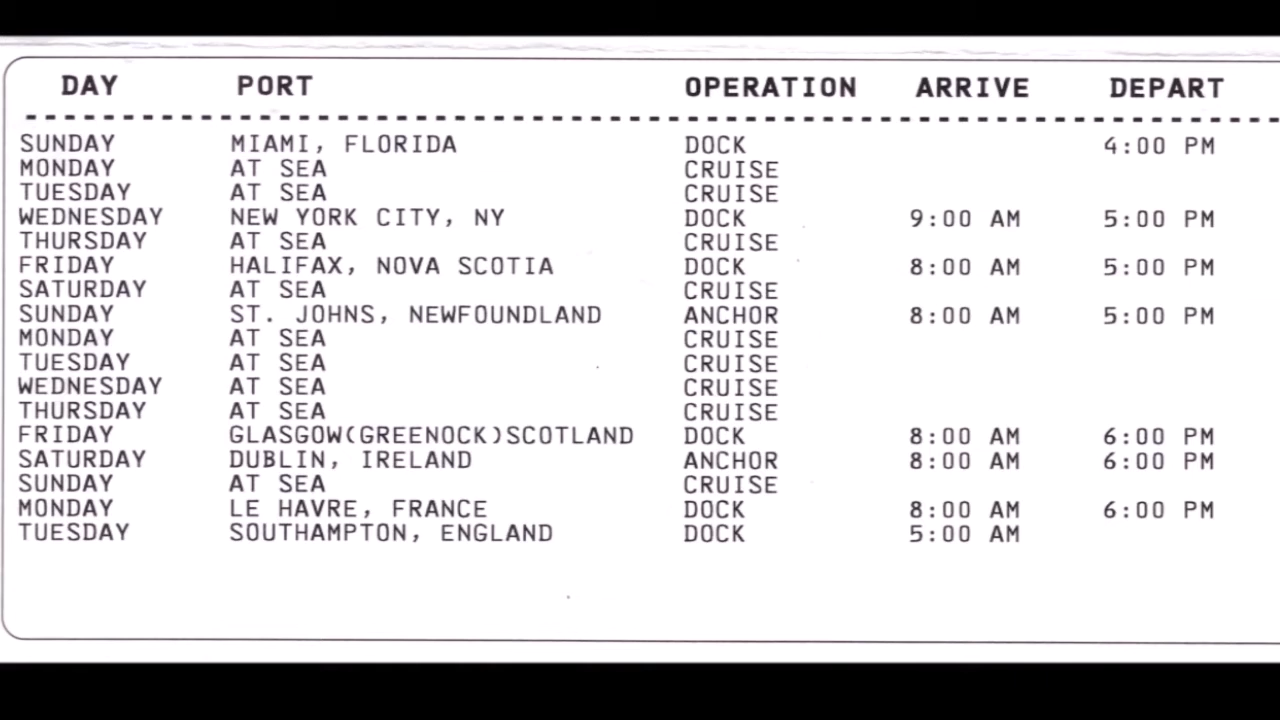 DAY PORT OPERATION ARRIVE DEPART
SUNDAY MIAMI, FLORIDA DOCK 4:00 PM
MONDAY AT SEA CRUISE
TUESDAY AT SEA CRUISE
WEDNESDAY NEW YORK CITY, NY DOCK 9:00 AM 5:00 PM
THURSDAY AT SEA CRUISE
FRIDAY HALIFAX, NOVA SCOTIA DOCK 8:00 AM 5:00 PM
SATURDAY AT SEA CRUISE
SUNDAY ST. JOHNS, NEWFOUNDLAND ANCHOR 8:00 AM 5:00 PM
MONDAY AT SEA CRUISE
TUESDAY AT SEA CRUISE
WEDNESDAY AT SEA CRUISE
THURSDAY AT SEA CRUISE
FRIDAY GLASGOW(GREENOCK)SCOTLAND DOCK 8:00 AM 6:00 PM
SATURDAY DUBLIN, IRELAND ANCHOR 8:00 AM 6:00 PM
SUNDAY AT SEA CRUISE
MONDAY LE HAVRE, FRANCE DOCK 8:00 AM 6:00 PM
TUESDAY SOUTHAMPTON, ENGLAND DOCK 5:00 AM